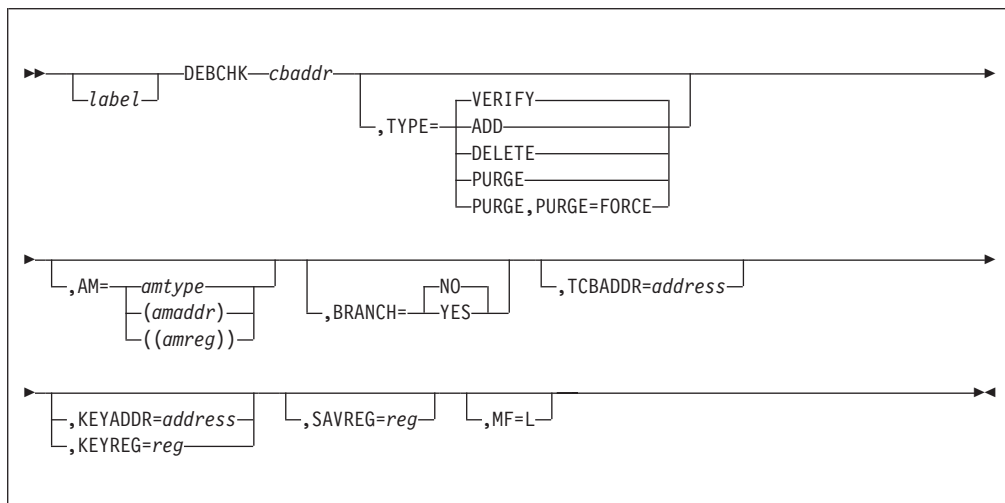 DEBCHK cbaddr
label
,TYPE= VERIFY
ADD
DELETE
PURGE
PURGE,PURGE=FORCE
,AM= amtype
(amaddr)
((amreg))
,BRANCH= NO
YES
,TCBADDR=address
,KEYADDR=address
,KEYREG=reg
,SAVREG=reg
,MF=L